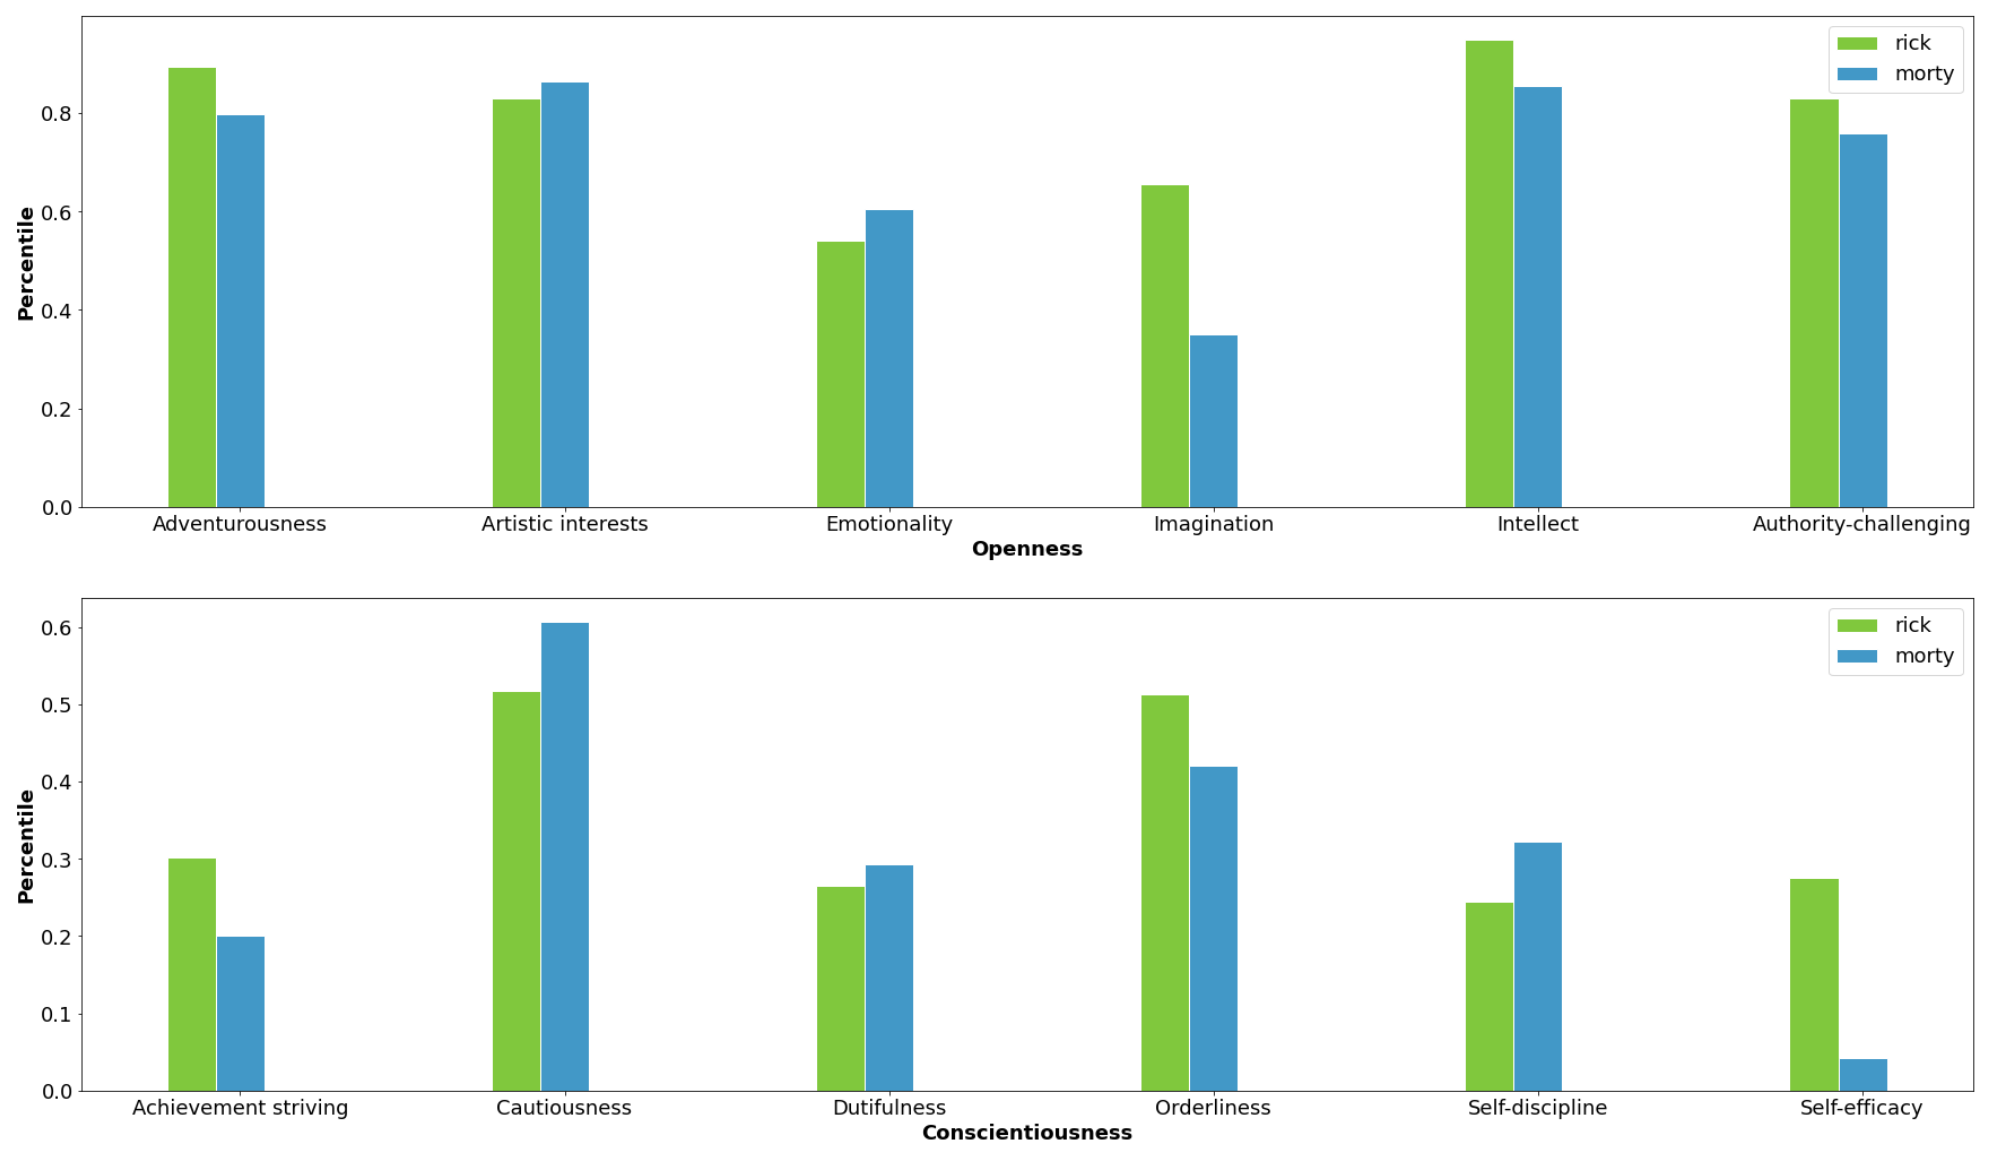 rick
morty
0.8
0.6
0.4
0.2
0.0
Percentile
Adventurousness
Artistic interests
Emotionality
Imagination
Intellect
Authority-challenging
Openness
rick
morty
0.6
0.5
0.4
0.3
0.2
0.1
0.0
Percentile
Achievement striving
Cautiousness
Dutifulness
Orderliness
Self-discipline
Self-efficacy
Conscientiousness